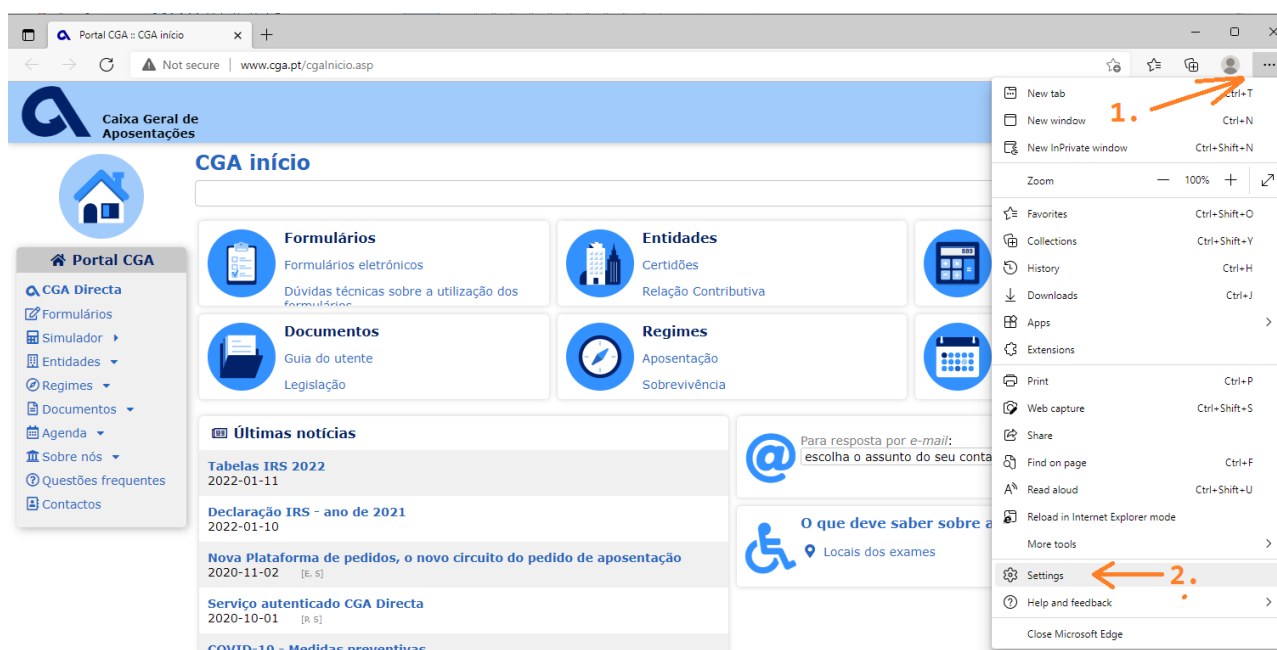 Portal CGA :: CGA início
Not secure | www.cga.pt/cgaInicio.asp
Caixa Geral de
Aposentações
CGA início
Portal CGA
CGA Directa
Formulários
Simulador
Entidades
Regimes
Documentos
Agenda
Sobre nós
Questões frequentes
Contactos
Formulários
Formulários eletrónicos
Dúvidas técnicas sobre a utilização dos
formulários
Entidades
Certidões
Relação Contributiva
Documentos
Guia do utente
Legislação
Regimes
Aposentação
Sobrevivência
Últimas notícias
Tabelas IRS 2022
2022-01-11
Declaração IRS - ano de 2021
2022-01-10
Nova Plataforma de pedidos, o novo circuito do pedido de aposentação
2020-11-02 [E, S]
Serviço autenticado CGA Directa
2020-10-01 [P, S]
COVID-19 - Medidas preventivas
Para resposta por e-mail:
escolha o assunto do seu conta
O que deve saber sobre a
Locais dos exames
1.
New tab Ctrl+T
New window Ctrl+N
New InPrivate window Ctrl+Shift+N
Zoom — 100% +
Favorites Ctrl+Shift+O
Collections Ctrl+Shift+Y
History Ctrl+H
Downloads Ctrl+J
Apps
Extensions
Print Ctrl+P
Web capture Ctrl+Shift+S
Share
Find on page Ctrl+F
Read aloud Ctrl+Shift+U
Reload in Internet Explorer mode
More tools
Settings 2.
Help and feedback
Close Microsoft Edge